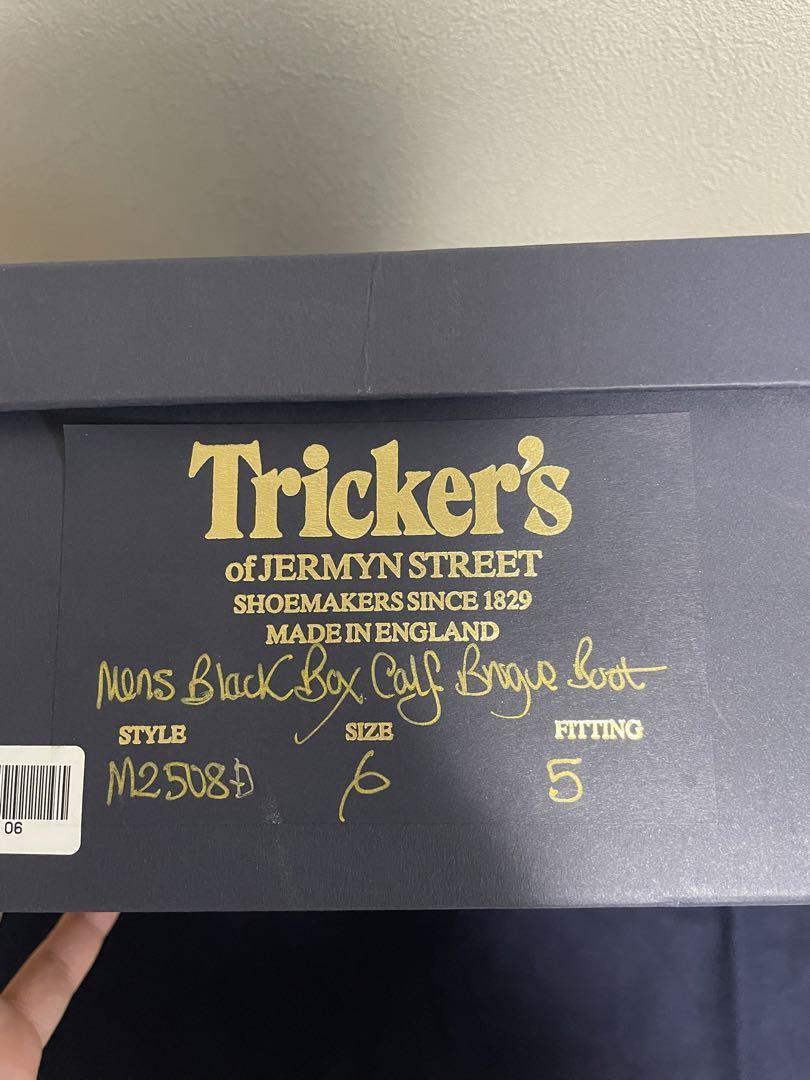 Tricker's
of JERMYN STREET
SHOEMAKERS SINCE 1829
MADE IN ENGLAND
Mens Black Box Calf Brogue Boot
STYLE SIZE FITTING
M2508D 6 5
06